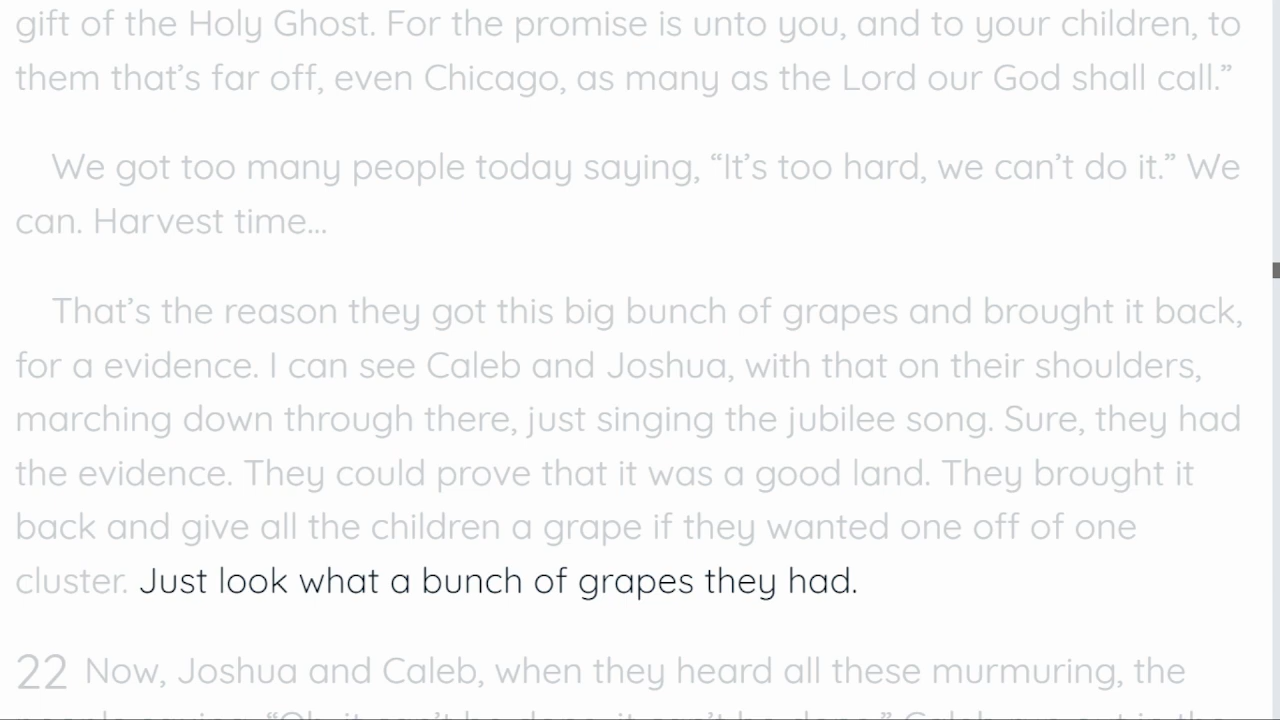 gift of the Holy Ghost. For the promise is unto you, and to your children, to
them that’s far off, even Chicago, as many as the Lord our God shall call.”
We got too many people today saying, “It’s too hard, we can’t do it.” We
can. Harvest time…
That’s the reason they got this big bunch of grapes and brought it back,
for a evidence. I can see Caleb and Joshua, with that on their shoulders,
marching down through there, just singing the jubilee song. Sure, they had
the evidence. They could prove that it was a good land. They brought it
back and give all the children a grape if they wanted one off of one
cluster. Just look what a bunch of grapes they had.
22 Now, Joshua and Caleb, when they heard all these murmuring, the